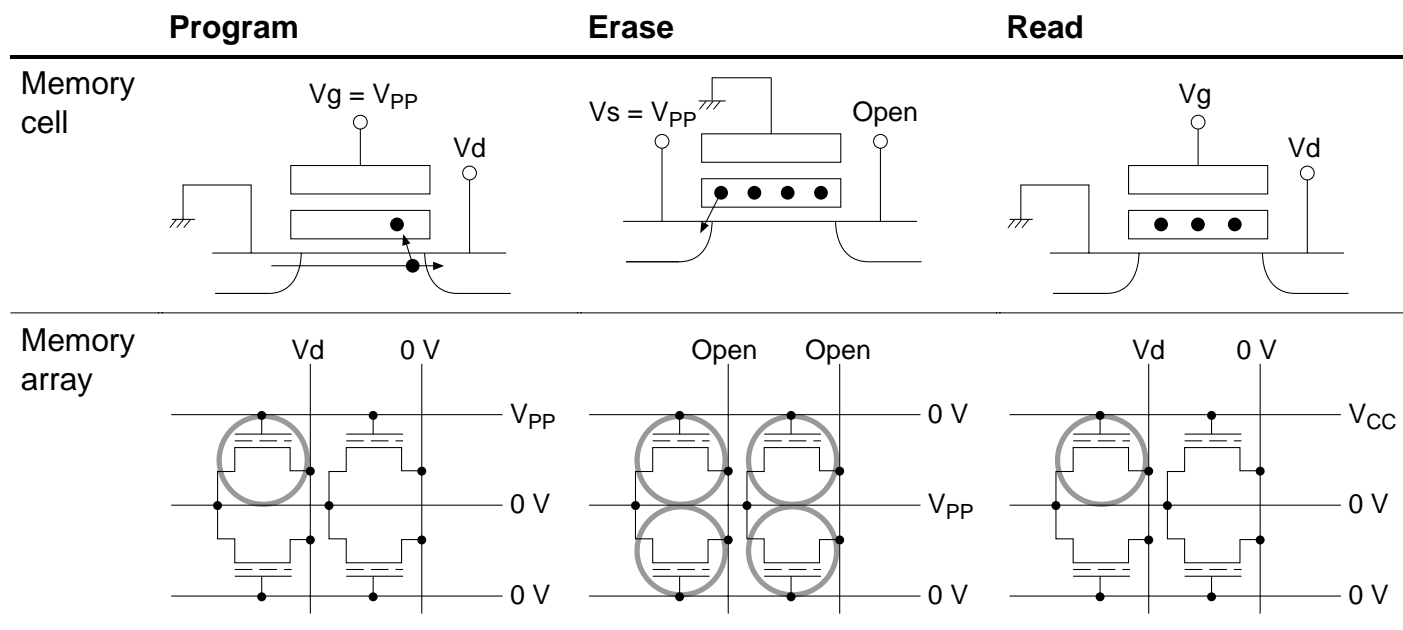 Program Erase Read
Memory
cell
Vg = VPP
Vd
Vs = VPP
Open
Vg
Vd
Memory
array
Vd 0 V
VPP
0 V
0 V
Open Open
0 V
VPP
0 V
Vd 0 V
VCC
0 V
0 V